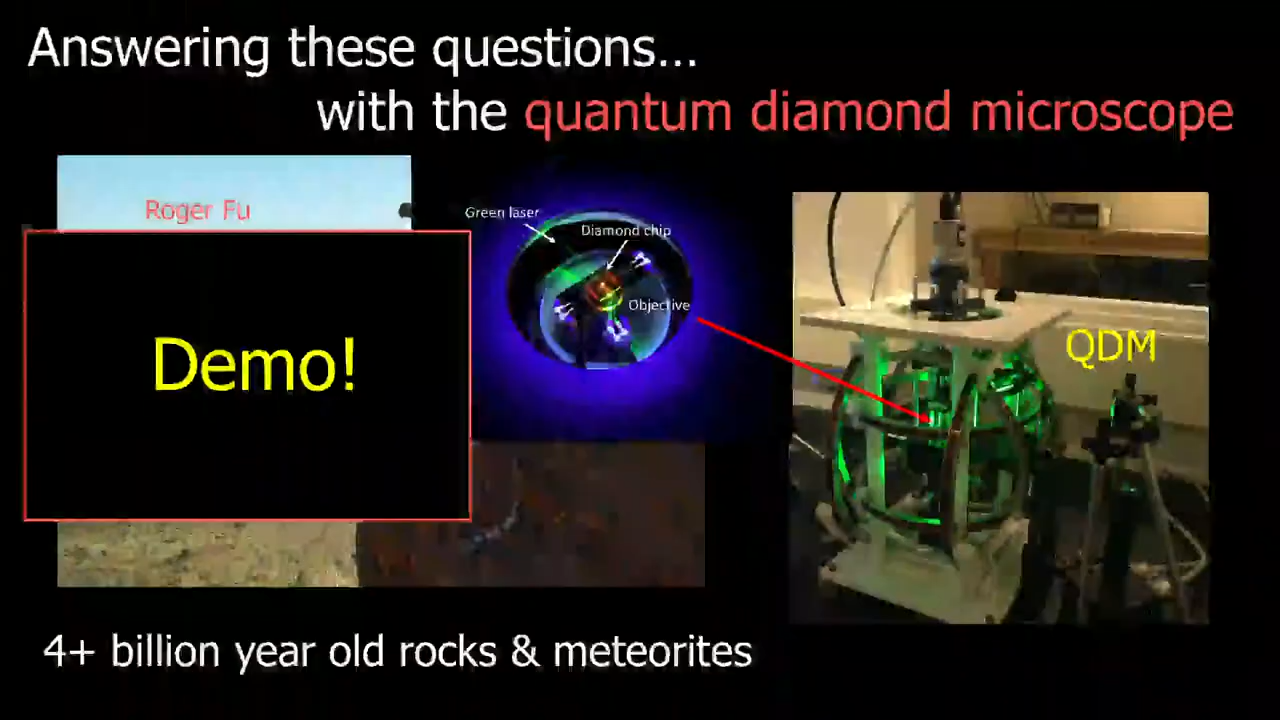 Answering these questions...
with the quantum diamond microscope
Roger Fu
Green laser
Diamond chip
Objective
Demo!
QDM
4+ billion year old rocks & meteorites